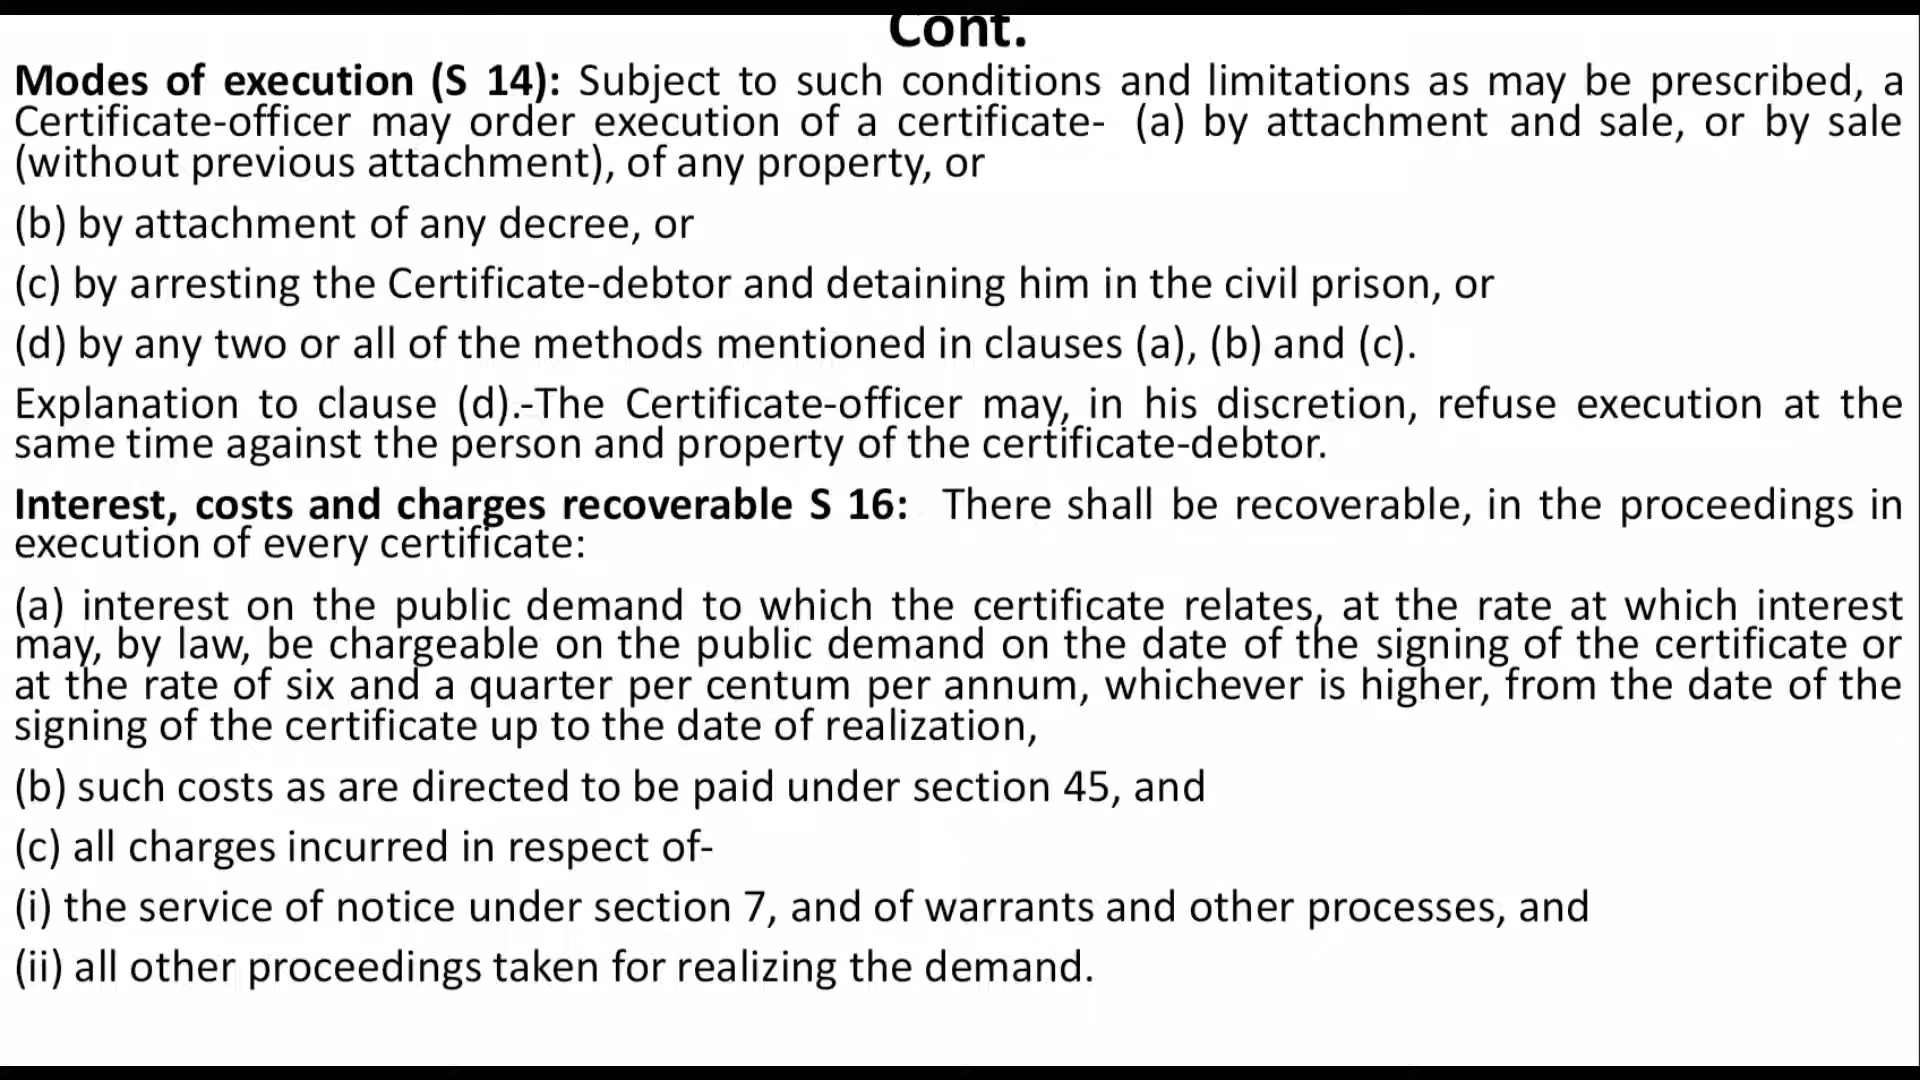 Cont.
Modes of execution (S 14): Subject to such conditions and limitations as may be prescribed, a
Certificate-officer may order execution of a certificate- (a) by attachment and sale, or by sale
(without previous attachment), of any property, or
(b) by attachment of any decree, or
(c) by arresting the Certificate-debtor and detaining him in the civil prison, or
(d) by any two or all of the methods mentioned in clauses (a), (b) and (c).
Explanation to clause (d).-The Certificate-officer may, in his discretion, refuse execution at the
same time against the person and property of the certificate-debtor.
Interest, costs and charges recoverable S 16: There shall be recoverable, in the proceedings in
execution of every certificate:
(a) interest on the public demand to which the certificate relates, at the rate at which interest
may, by law, be chargeable on the public demand on the date of the signing of the certificate or
at the rate of six and a quarter per centum per annum, whichever is higher, from the date of the
signing of the certificate up to the date of realization,
(b) such costs as are directed to be paid under section 45, and
(c) all charges incurred in respect of-
(i) the service of notice under section 7, and of warrants and other processes, and
(ii) all other proceedings taken for realizing the demand.